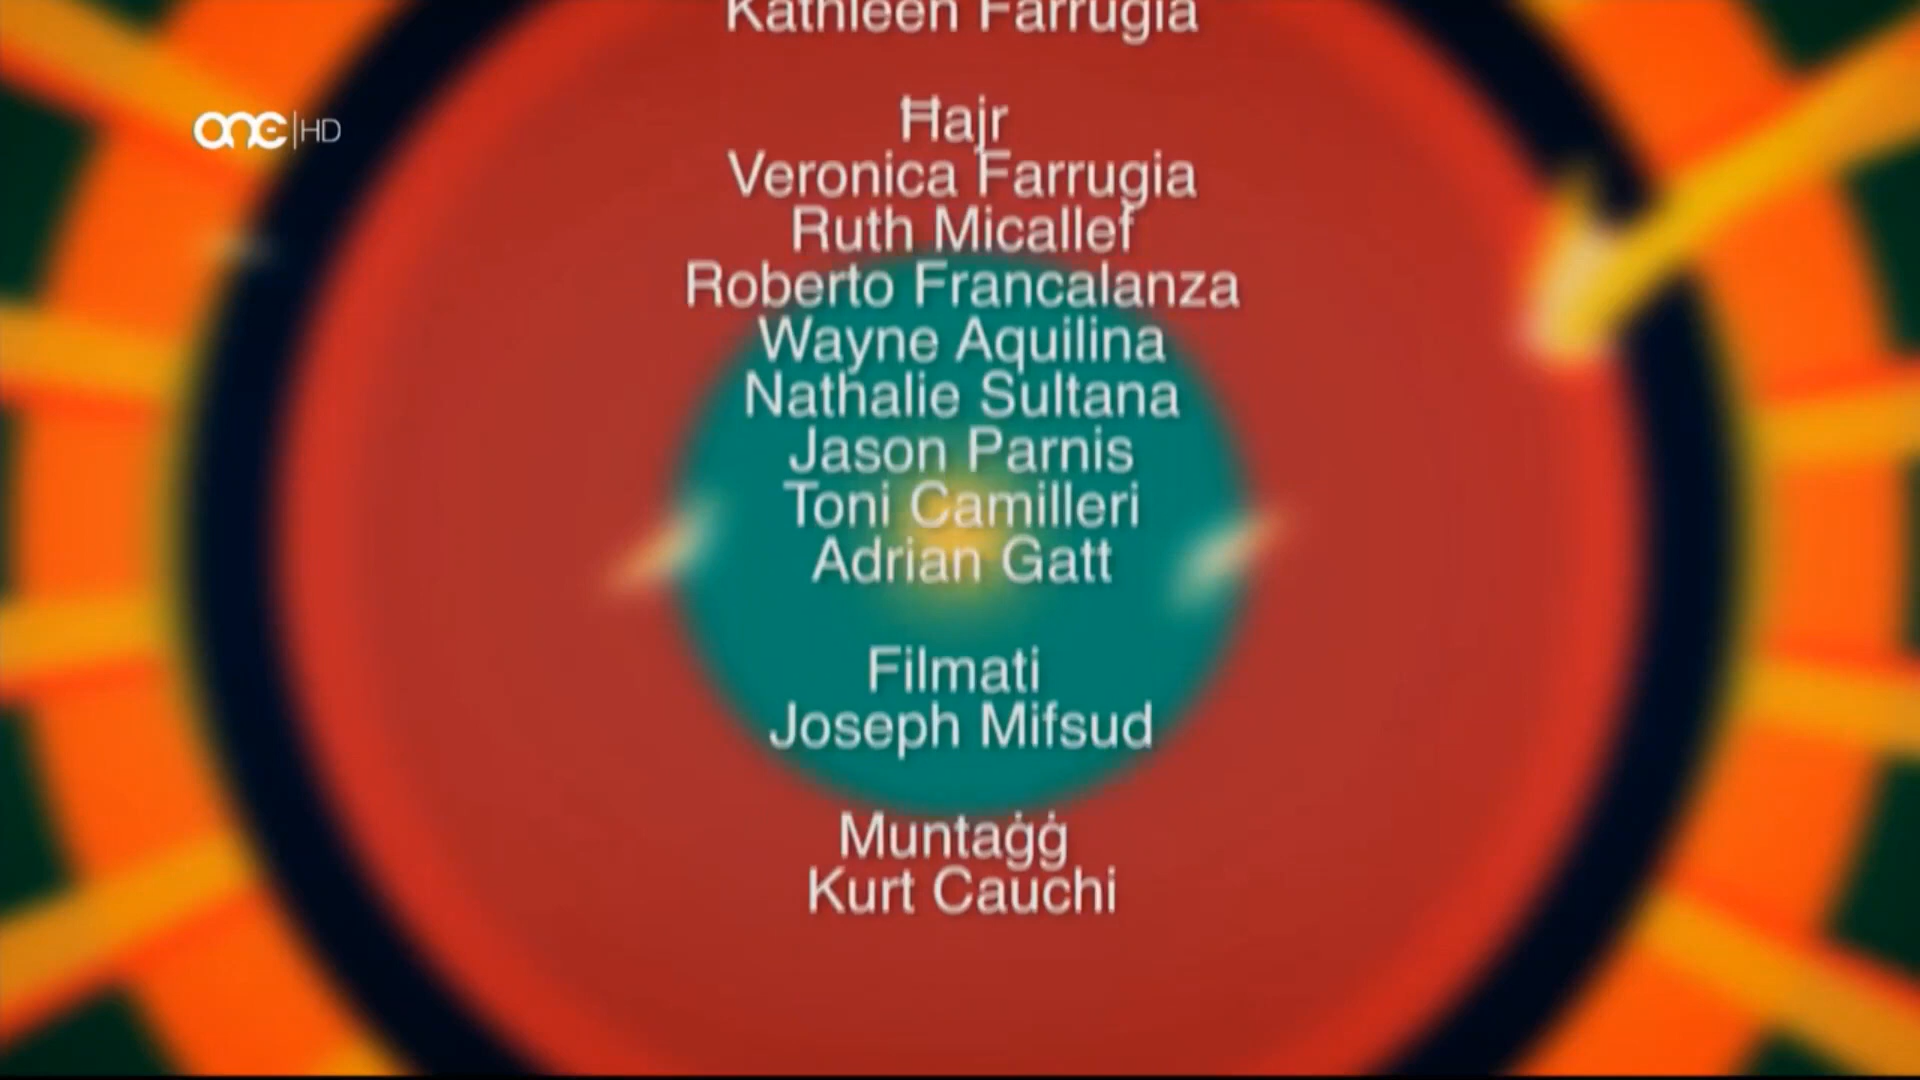 Kathleen Farrugia
one|HD
Ħajr
Veronica Farrugia
Ruth Micallef
Roberto Francalanza
Wayne Aquilina
Nathalie Sultana
Jason Parnis
Toni Camilleri
Adrian Gatt
Filmati
Joseph Mifsud
Muntaġġ
Kurt Cauchi